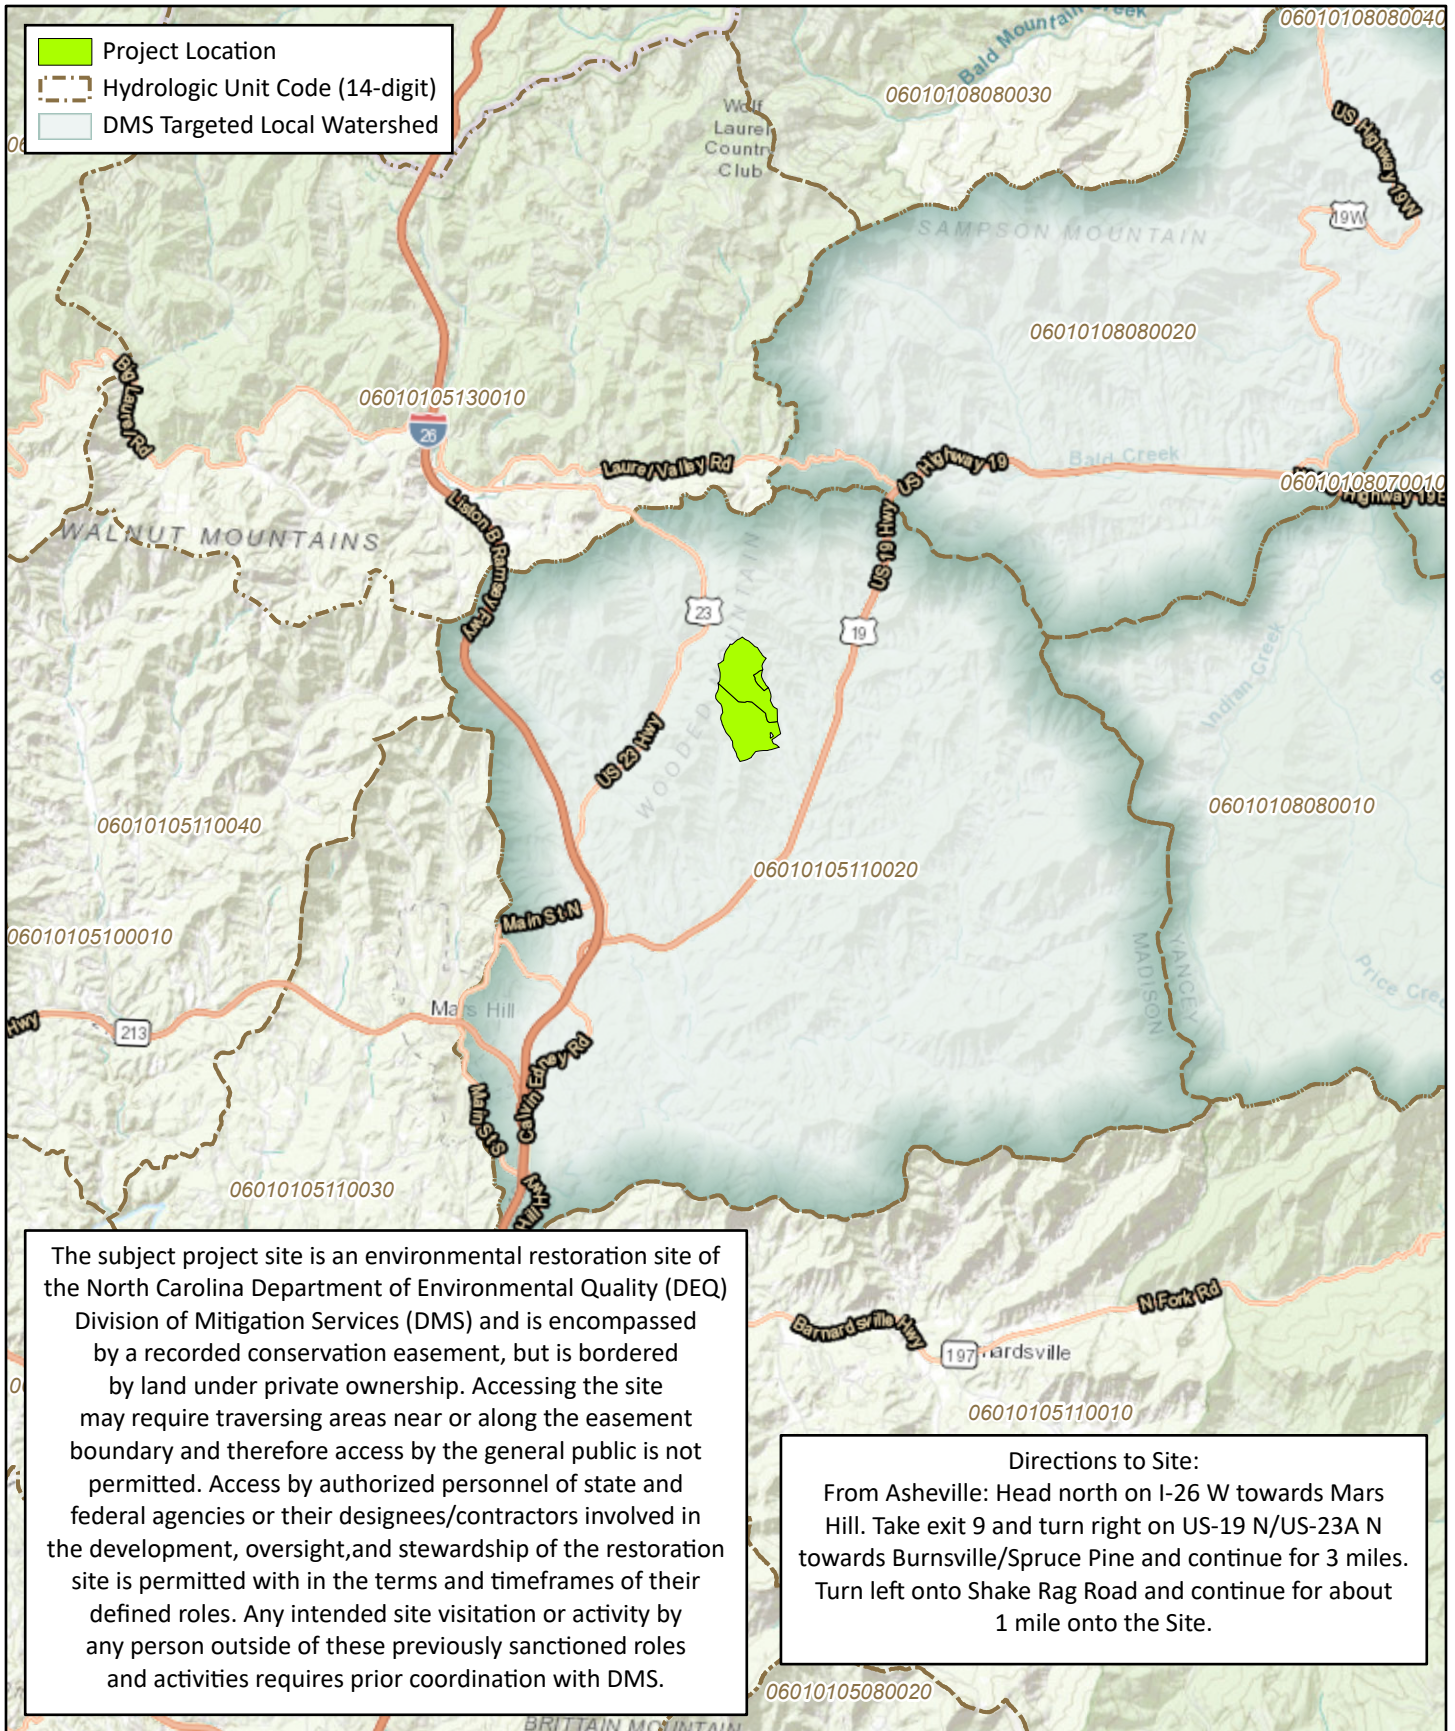 Project Location
Hydrologic Unit Code (14-digit)
DMS Targeted Local Watershed
Bald Mountain Creek
06010108080040
06010108080030
Wolf
Laurel
Country
Club
US Highway 19W
19W
SAMPSON MOUNTAIN
06010108080020
Big Laurel Rd
06010105130010
26
Laurel Valley Rd
US Highway 19
Bald Creek
06010108070010
Highway 19E
Liston B Ramsey Fwy
US 19 Hwy
WALNUT MOUNTAINS
23
19
WOODED MOUNTAIN
Indian Creek
US 23 Hwy
06010108080010
06010105110040
06010105110020
Main St N
06010105100010
MADISON
YANCEY
Price Cree
Mars Hill
Hwy
213
Calvin Edney Rd
Main St S
06010105110030
Hill Hwy
The subject project site is an environmental restoration site of
the North Carolina Department of Environmental Quality (DEQ)
Division of Mitigation Services (DMS) and is encompassed
by a recorded conservation easement, but is bordered
by land under private ownership. Accessing the site
may require traversing areas near or along the easement
boundary and therefore access by the general public is not
permitted. Access by authorized personnel of state and
federal agencies or their designees/contractors involved in
the development, oversight,and stewardship of the restoration
site is permitted with in the terms and timeframes of their
defined roles. Any intended site visitation or activity by
any person outside of these previously sanctioned roles
and activities requires prior coordination with DMS.
N Fork Rd
Barnardsville Hwy
197
nardsville
06010105110010
Directions to Site:
From Asheville: Head north on I-26 W towards Mars
Hill. Take exit 9 and turn right on US-19 N/US-23A N
towards Burnsville/Spruce Pine and continue for 3 miles.
Turn left onto Shake Rag Road and continue for about
1 mile onto the Site.
06010105080020
BRITTAIN MOUNTAIN